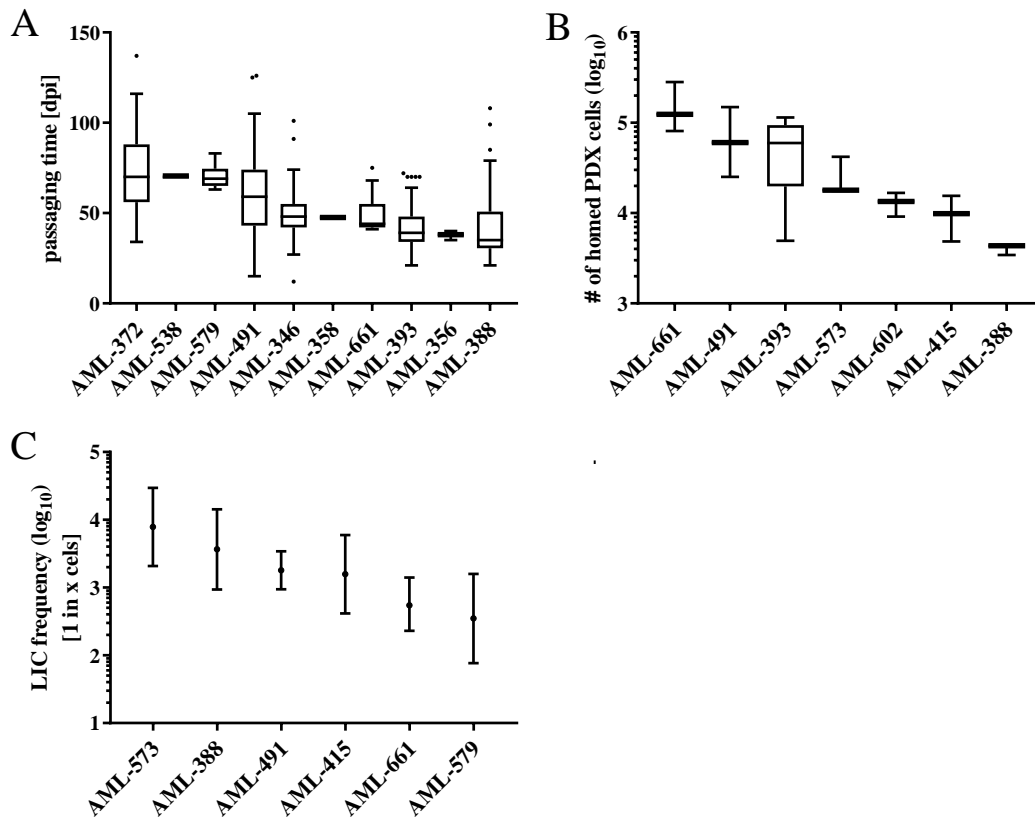 A
passaging time [dpi]
150
100
50
0
AML-372
AML-538
AML-579
AML-491
AML-346
AML-358
AML-661
AML-393
AML-356
AML-388
B
# of homed PDX cells (log10)
6
5
4
3
AML-661
AML-491
AML-393
AML-573
AML-602
AML-415
AML-388
C
LIC frequency (log10)
[1 in x cels]
5
4
3
2
1
AML-573
AML-388
AML-491
AML-415
AML-661
AML-579